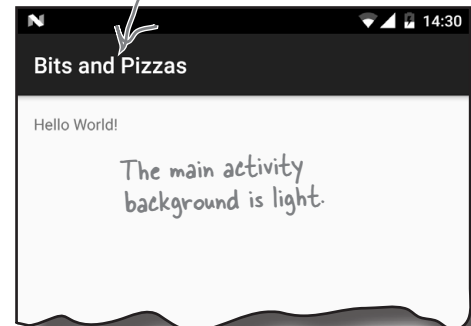 14:30
Bits and Pizzas
Hello World!
The main activity
background is light.